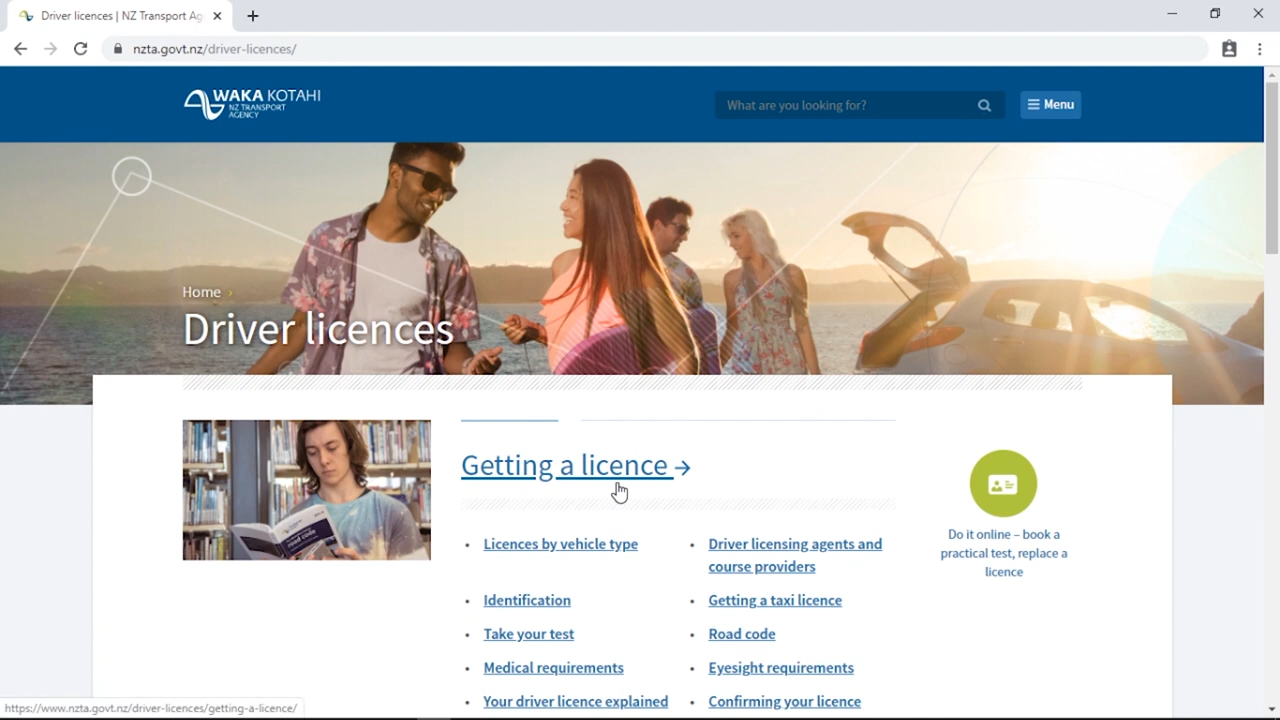 Driver licences | NZ Transport Ag
nzta.govt.nz/driver-licences/
WAKA KOTAHI
NZ TRANSPORT
AGENCY
What are you looking for?
Menu
Home ›
Driver licences
Getting a licence →
• Licences by vehicle type
• Driver licensing agents and
course providers
• Identification
• Getting a taxi licence
• Take your test
• Road code
• Medical requirements
• Eyesight requirements
• Your driver licence explained
• Confirming your licence
Do it online – book a
practical test, replace a
licence
road code
https://www.nzta.govt.nz/driver-licences/getting-a-licence/